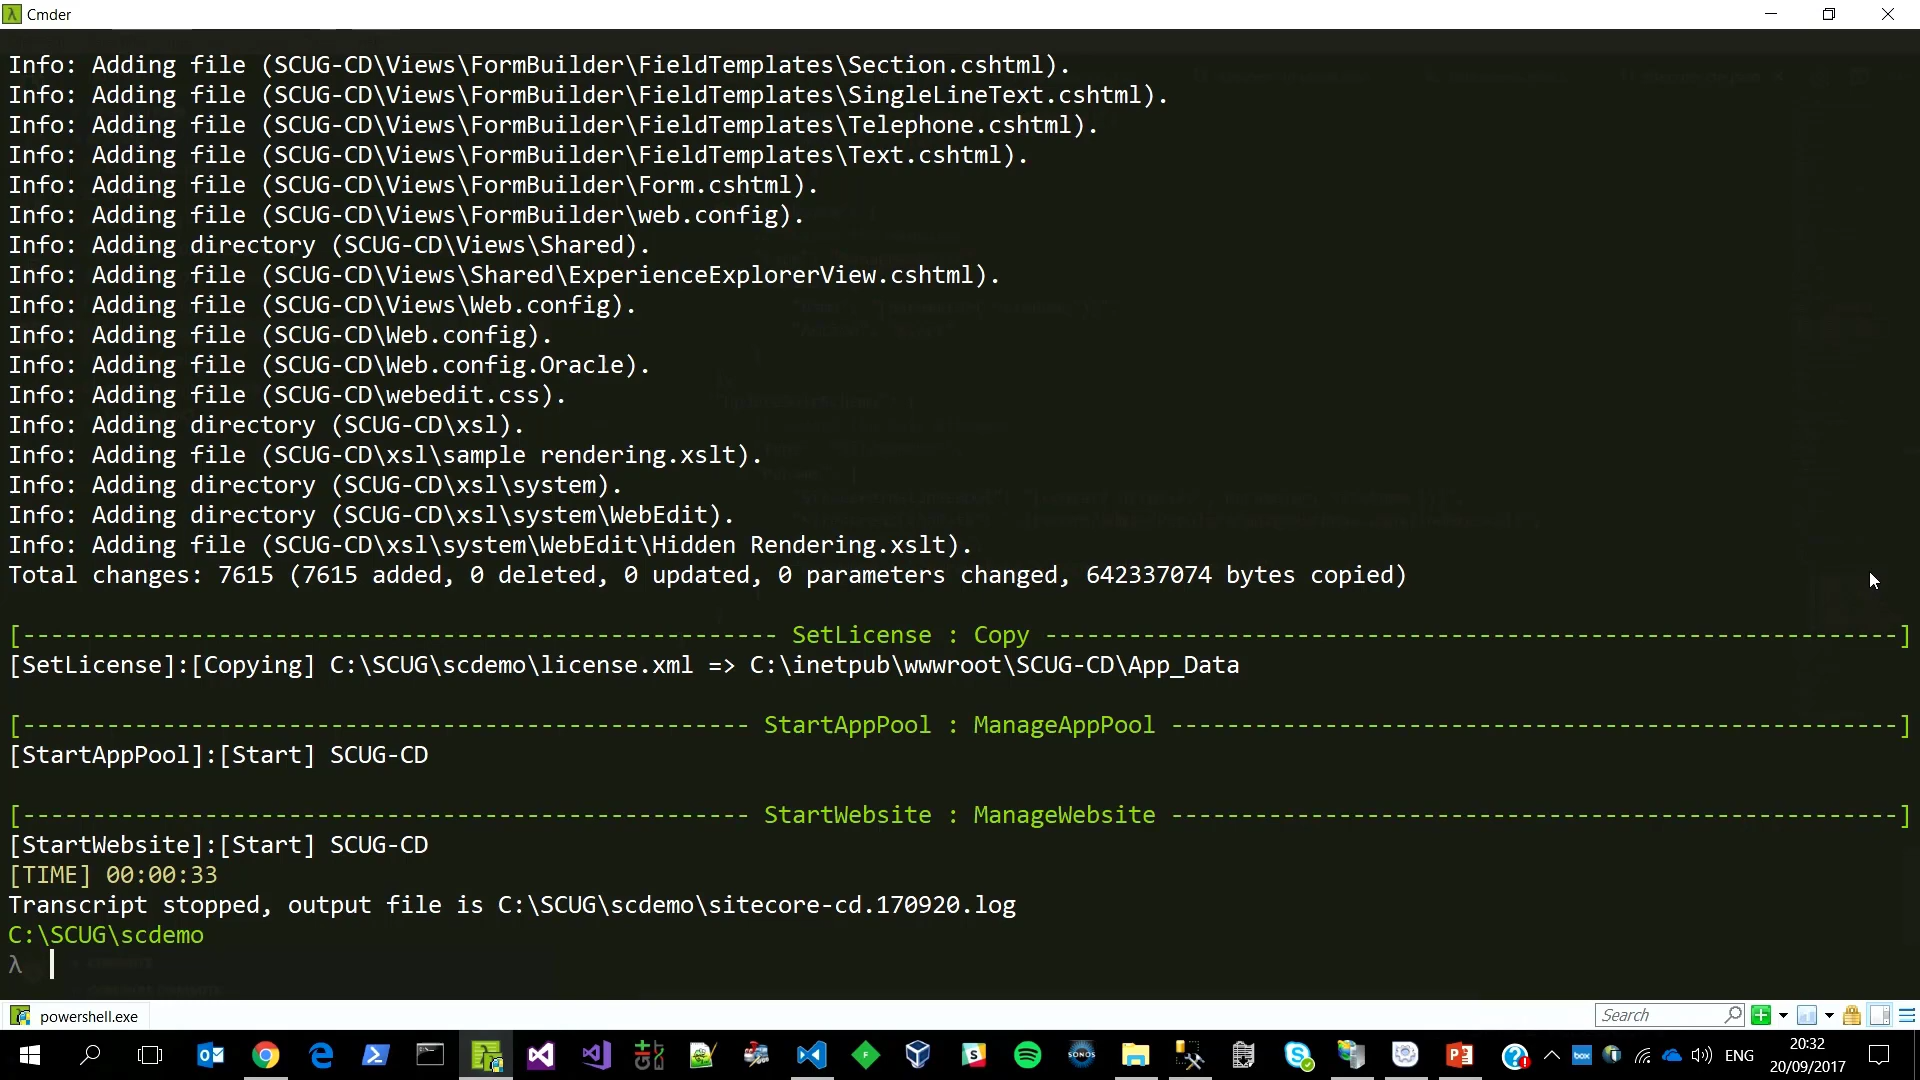 Cmder
Info: Adding file (SCUG-CD\Views\FormBuilder\FieldTemplates\Section.cshtml).
Info: Adding file (SCUG-CD\Views\FormBuilder\FieldTemplates\SingleLineText.cshtml).
Info: Adding file (SCUG-CD\Views\FormBuilder\FieldTemplates\Telephone.cshtml).
Info: Adding file (SCUG-CD\Views\FormBuilder\FieldTemplates\Text.cshtml).
Info: Adding file (SCUG-CD\Views\FormBuilder\Form.cshtml).
Info: Adding file (SCUG-CD\Views\FormBuilder\web.config).
Info: Adding directory (SCUG-CD\Views\Shared).
Info: Adding file (SCUG-CD\Views\Shared\ExperienceExplorerView.cshtml).
Info: Adding file (SCUG-CD\Views\Web.config).
Info: Adding file (SCUG-CD\Web.config).
Info: Adding file (SCUG-CD\Web.config.Oracle).
Info: Adding file (SCUG-CD\webedit.css).
Info: Adding directory (SCUG-CD\xsl).
Info: Adding file (SCUG-CD\xsl\sample rendering.xslt).
Info: Adding directory (SCUG-CD\xsl\system).
Info: Adding directory (SCUG-CD\xsl\system\WebEdit).
Info: Adding file (SCUG-CD\xsl\system\WebEdit\Hidden Rendering.xslt).
Total changes: 7615 (7615 added, 0 deleted, 0 updated, 0 parameters changed, 642337074 bytes copied)
[------------------------------------------------------ SetLicense : Copy -------------------------------------------------------------]
[SetLicense]:[Copying] C:\SCUG\scdemo\license.xml => C:\inetpub\wwwroot\SCUG-CD\App_Data
[---------------------------------------------------- StartAppPool : ManageAppPool ----------------------------------------------------]
[StartAppPool]:[Start] SCUG-CD
[---------------------------------------------------- StartWebsite : ManageWebsite ----------------------------------------------------]
[StartWebsite]:[Start] SCUG-CD
[TIME] 00:00:33
Transcript stopped, output file is C:\SCUG\scdemo\sitecore-cd.170920.log
C:\SCUG\scdemo
λ
powershell.exe
Search
SONOS
box
ENG
20:32
20/09/2017